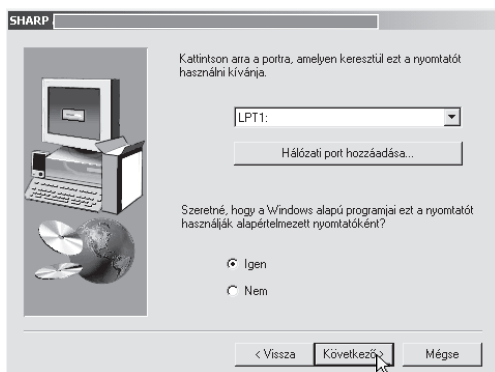 SHARP
Kattintson arra a portra, amelyen keresztül ezt a nyomtatót
használni kívánja.
LPT1:
Hálózati port hozzáadása...
Szeretné, hogy a Windows alapú programjai ezt a nyomtatót
használják alapértelmezett nyomtatóként?
Igen
Nem
< Vissza Következő > Mégse